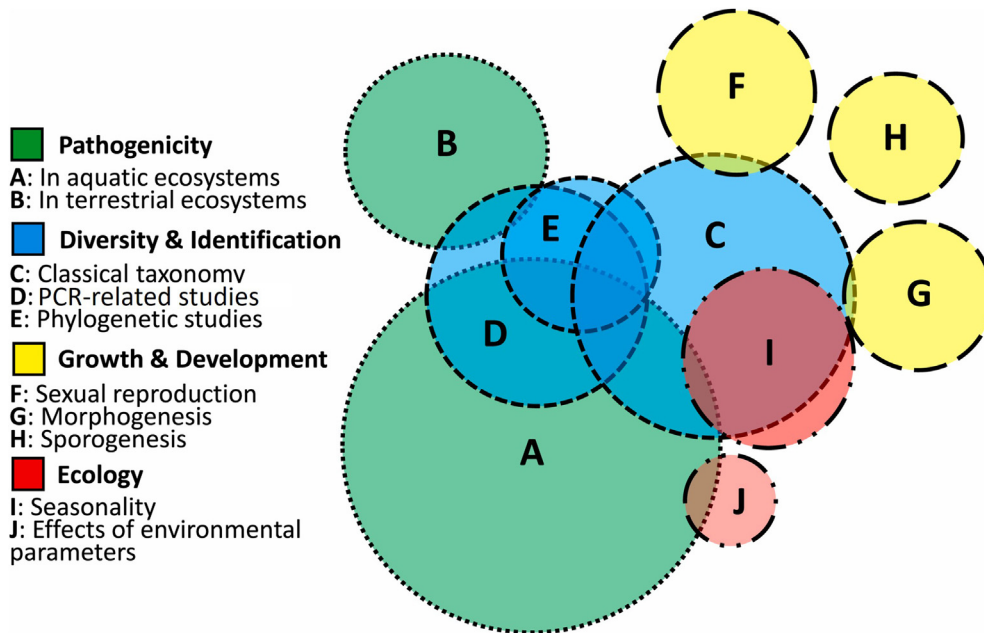 Pathogenicity
A: In aquatic ecosystems
B: In terrestrial ecosystems
Diversity & Identification
C: Classical taxonomv
D: PCR-related studies
E: Phylogenetic studies
Growth & Development
F: Sexual reproduction
G: Morphogenesis
H: Sporogenesis
Ecology
I: Seasonality
J: Effects of environmental
parameters
F
B
H
E
C
G
D
I
A
J